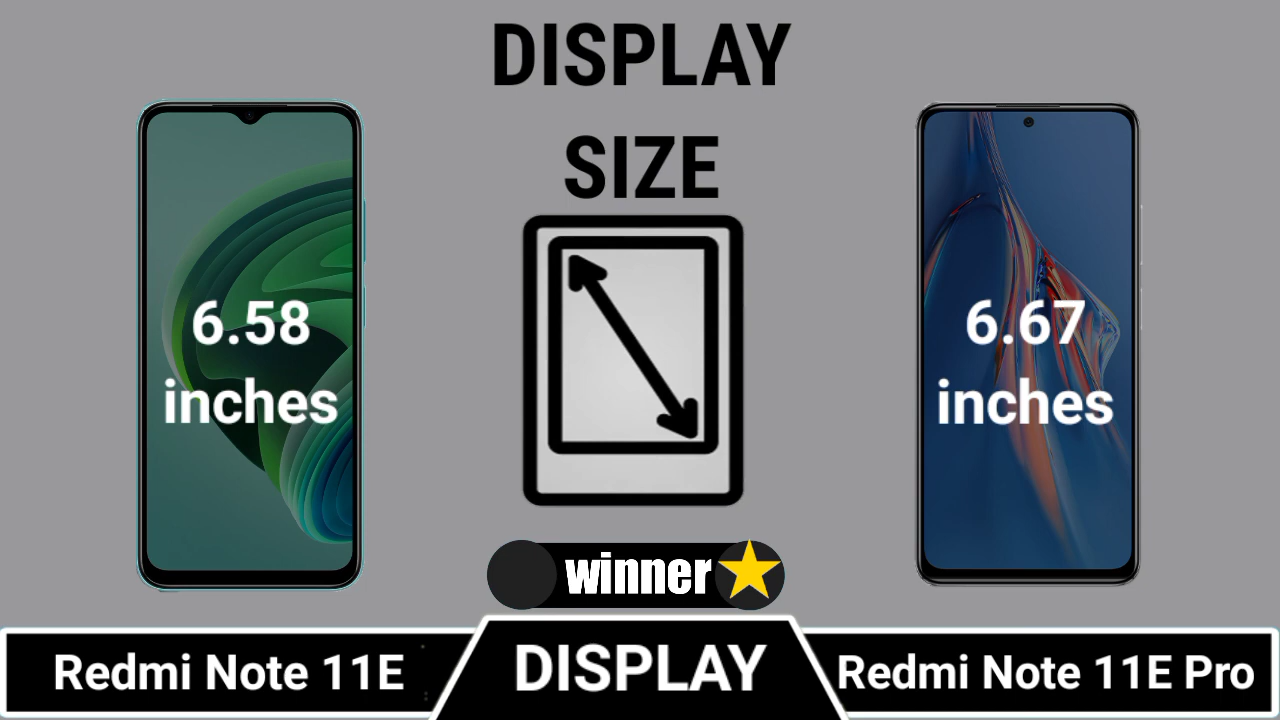 DISPLAY
SIZE
6.58
inches
6.67
inches
winner
Redmi Note 11E
DISPLAY
Redmi Note 11E Pro